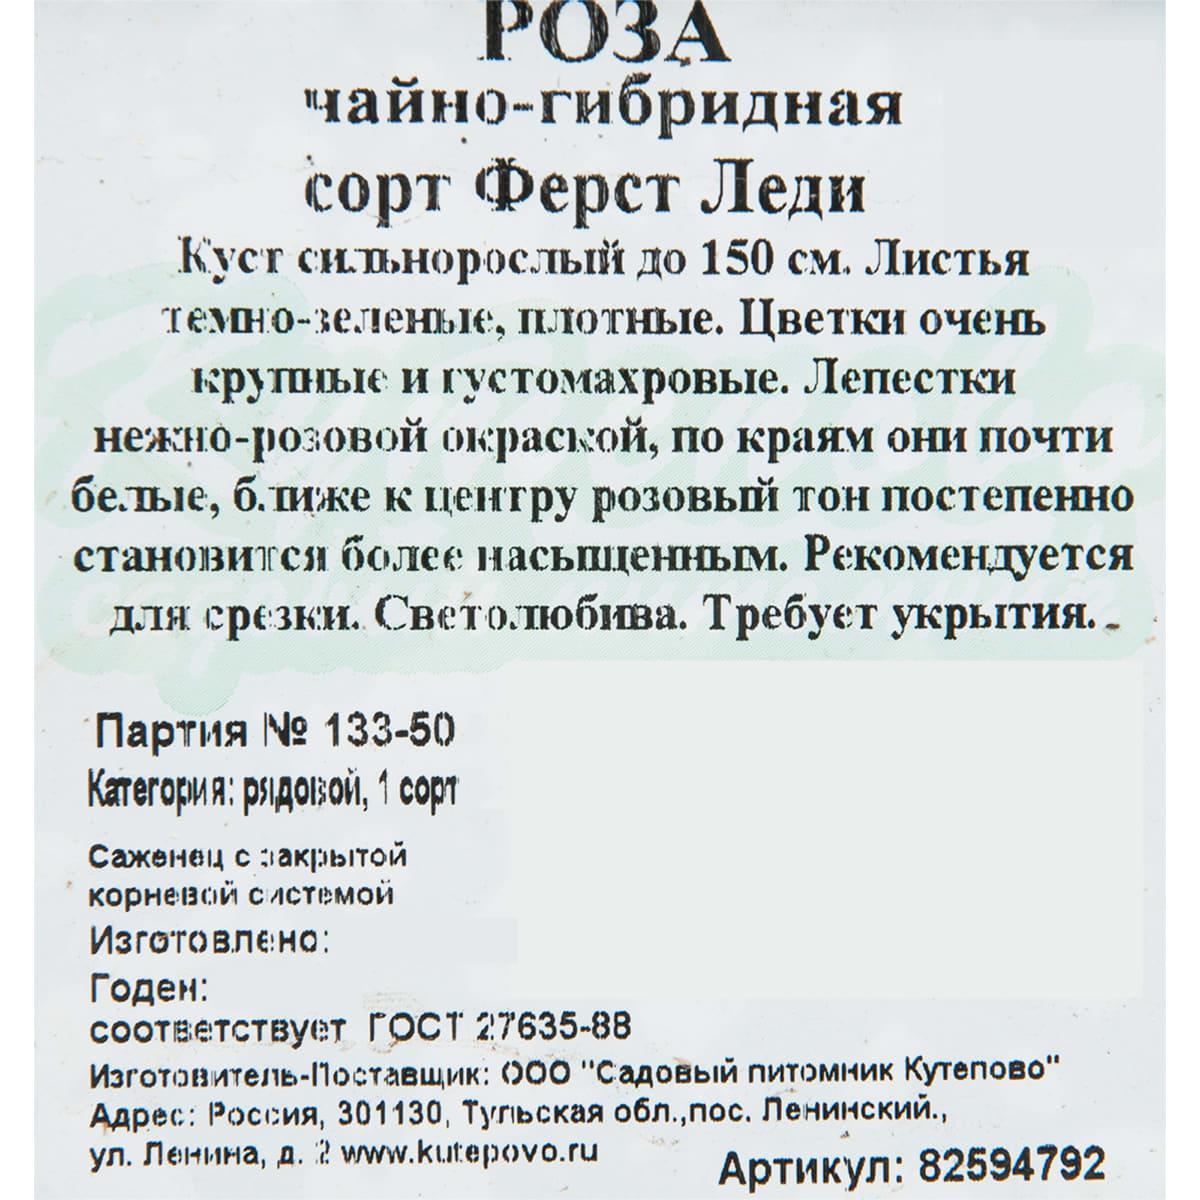 РОЗА
чайно-гибридная
сорт Ферст Леди
Куст сильнорослый до 150 см. Листья
темно-зеленые, плотные. Цветки очень
крупные и густомахровые. Лепестки
нежно-розовой окраской, по краям они почти
белые, ближе к центру розовый тон постепенно
становится более насыщенным. Рекомендуется
для срезки. Светолюбива. Требует укрытия.
Партия № 133-50
Категория: рядовой, 1 сорт
Саженец с закрытой
корневой системой
Изготовлено:
Годен:
соответствует ГОСТ 27635-88
Изготовитель-Поставщик: ООО "Садовый питомник Кутепово"
Адрес: Россия, 301130, Тульская обл.,пос. Ленинский.,
ул. Ленина, д. 2 www.kutepovo.ru
Артикул: 82594792